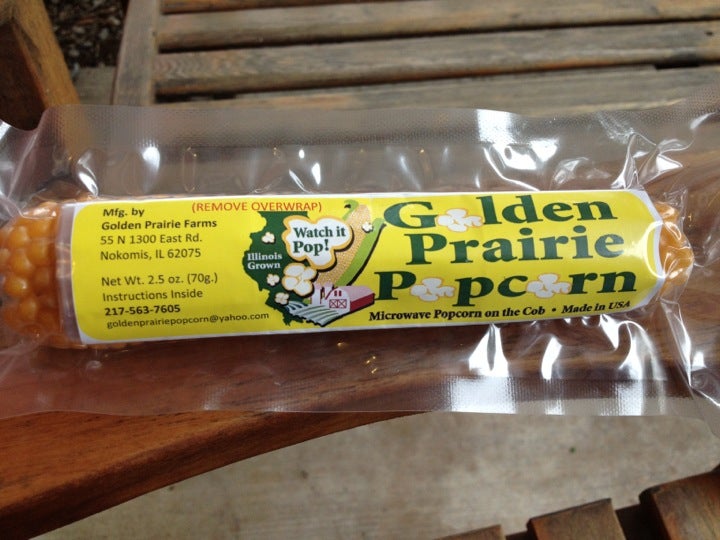 Mfg. by
Golden Prairie Farms
55 N 1300 East Rd.
Nokomis, IL 62075
Net Wt. 2.5 oz. (70g.)
Instructions Inside
217-563-7605
goldenprairiepopcorn@yahoo.com
(REMOVE OVERWRAP)
Watch it
Pop!
Illinois
Grown
Golden
Prairie
Popcorn
Microwave Popcorn on the Cob • Made in USA